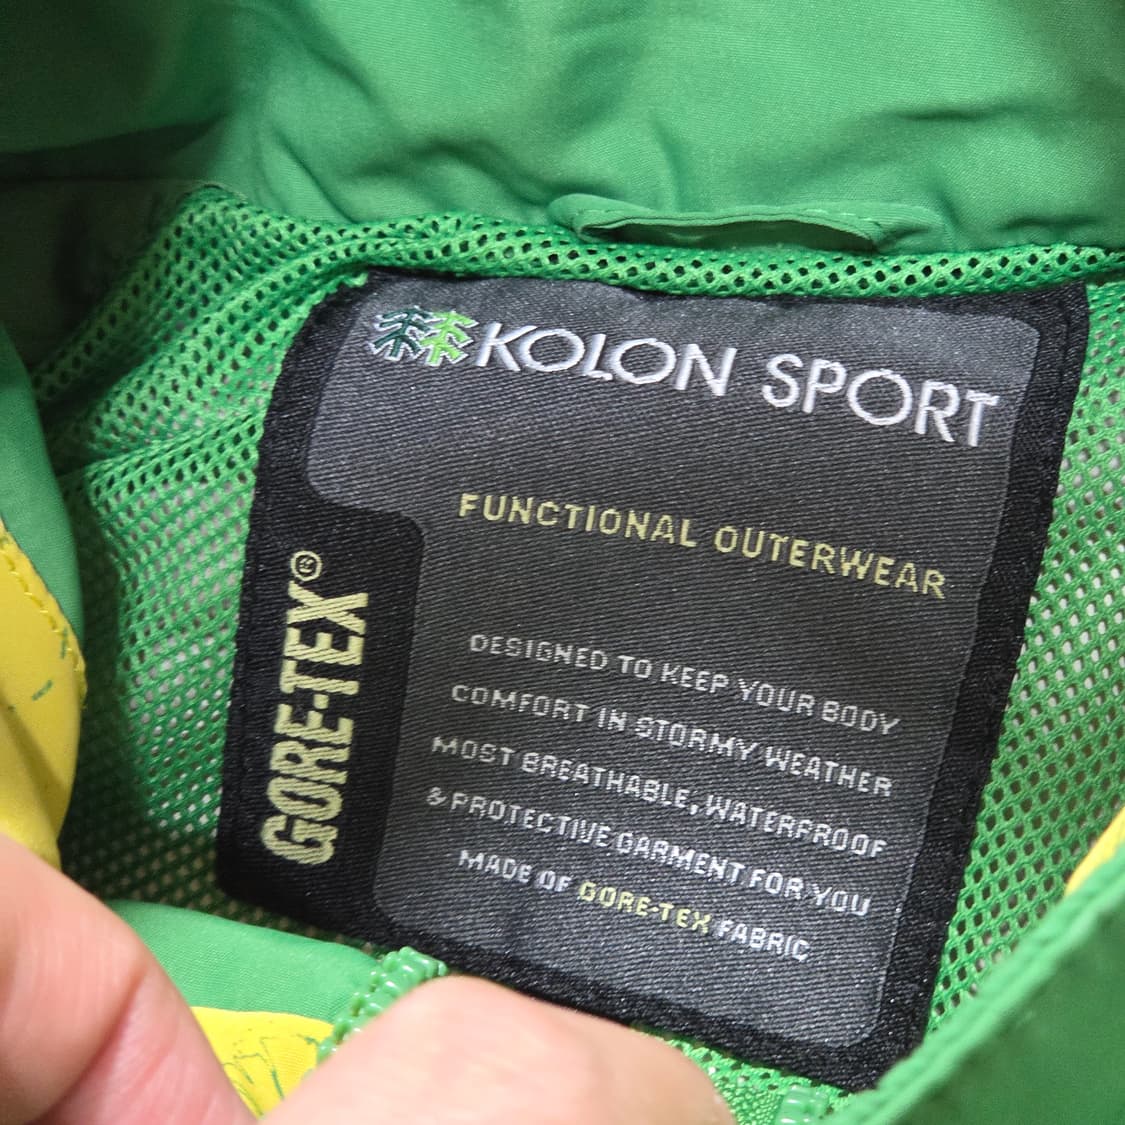 KOLON SPORT
FUNCTIONAL OUTERWEAR
GORE-TEX®
DESIGNED TO KEEP YOUR BODY
COMFORT IN STORMY WEATHER
MOST BREATHABLE, WATERPROOF
& PROTECTIVE GARMENT FOR YOU
MADE OF GORE-TEX FABRIC